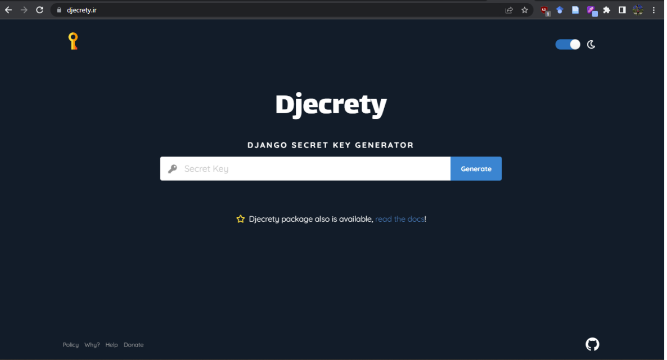 djecrety.ir
Djecrety
DJANGO SECRET KEY GENERATOR
Secret Key
Generate
Djecrety package also is available, read the docs!
Policy Why? Help Donate